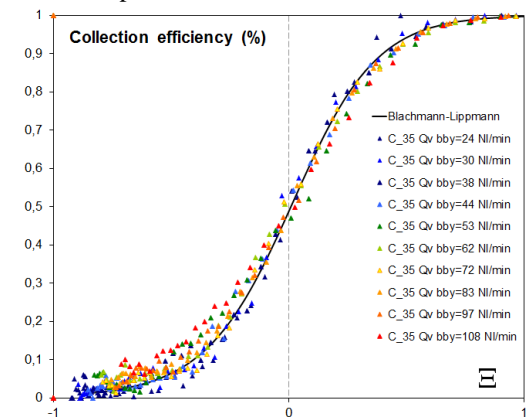 Collection efficiency (%)
1
0,9
0,8
0,7
0,6
0,5
0,4
0,3
0,2
0,1
0
Blachmann-Lippmann
C_35 Qv bby=24 Nl/min
C_35 Qv bby=30 Nl/min
C_35 Qv bby=38 Nl/min
C_35 Qv bby=44 Nl/min
C_35 Qv bby=53 Nl/min
C_35 Qv bby=62 Nl/min
C_35 Qv bby=72 Nl/min
C_35 Qv bby=83 Nl/min
C_35 Qv bby=97 Nl/min
C_35 Qv bby=108 Nl/min
Ξ
-1
0